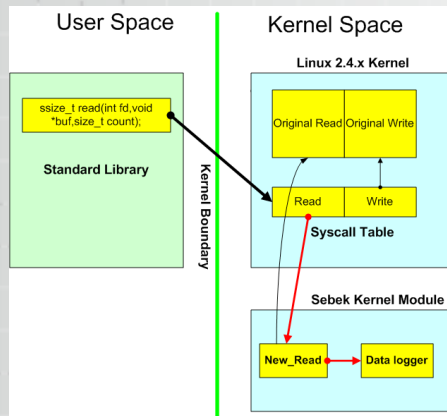 User Space
Kernel Space
Linux 2.4.x Kernel
ssize_t read(int fd,void
*buf,size_t count);
Standard Library
Kernel Boundary
Original Read
Original Write
Read
Write
Syscall Table
Sebek Kernel Module
New_Read
Data logger